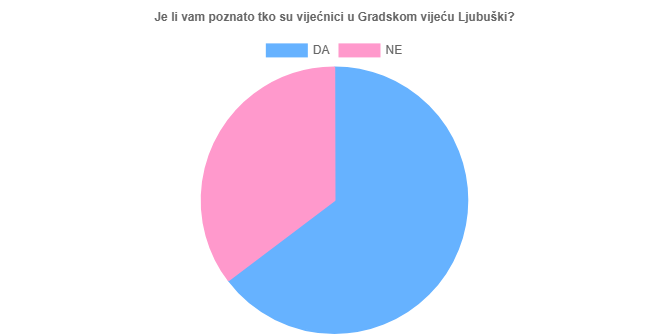 Je li vam poznato tko su vijećnici u Gradskom vijeću Ljubuški?
DA NE